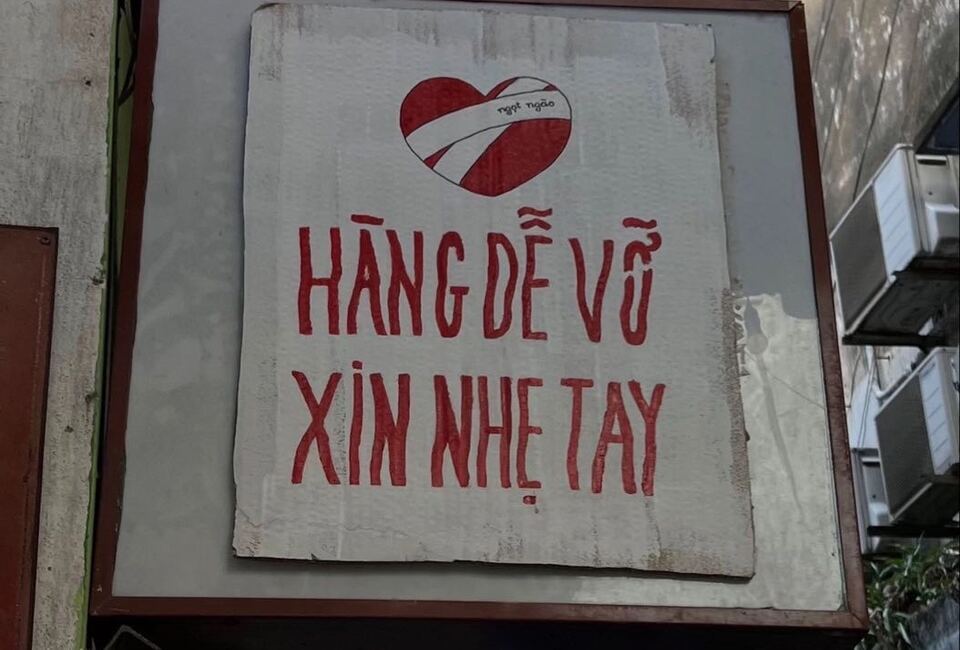 ngọt ngào
HÀNG DỄ VỠ
XIN NHẸ TAY